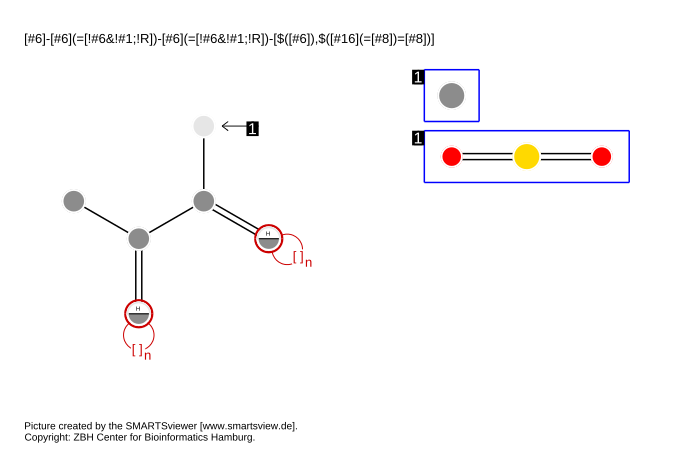 [#6]-[#6](=[!#6&!#1;!R])-[#6](=[!#6&!#1;!R])-[$([#6]),$([#16](=[#8])=[#8])]
1
1
1
H
[ ]n
H
[ ]n
Picture created by the SMARTSviewer [www.smartsview.de].
Copyright: ZBH Center for Bioinformatics Hamburg.